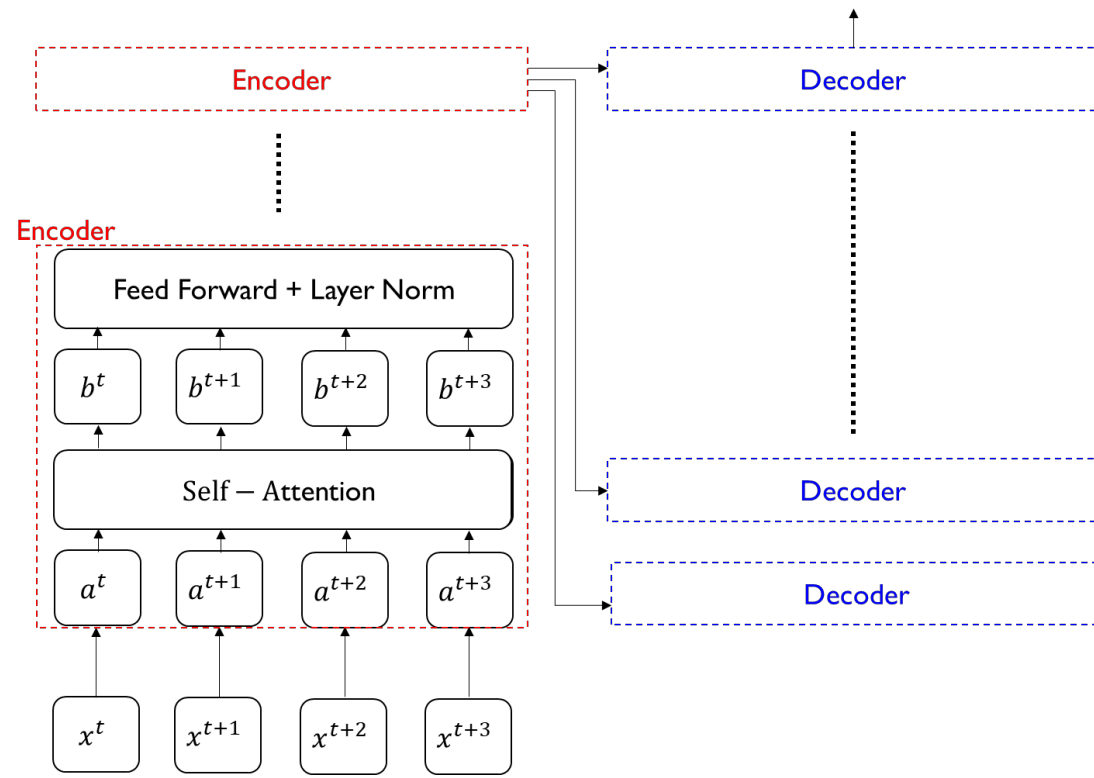 Encoder
Decoder
Encoder
Feed Forward + Layer Norm
b^t b^{t+1} b^{t+2} b^{t+3}
Self – Attention
Decoder
a^t a^{t+1} a^{t+2} a^{t+3}
Decoder
x^t x^{t+1} x^{t+2} x^{t+3}